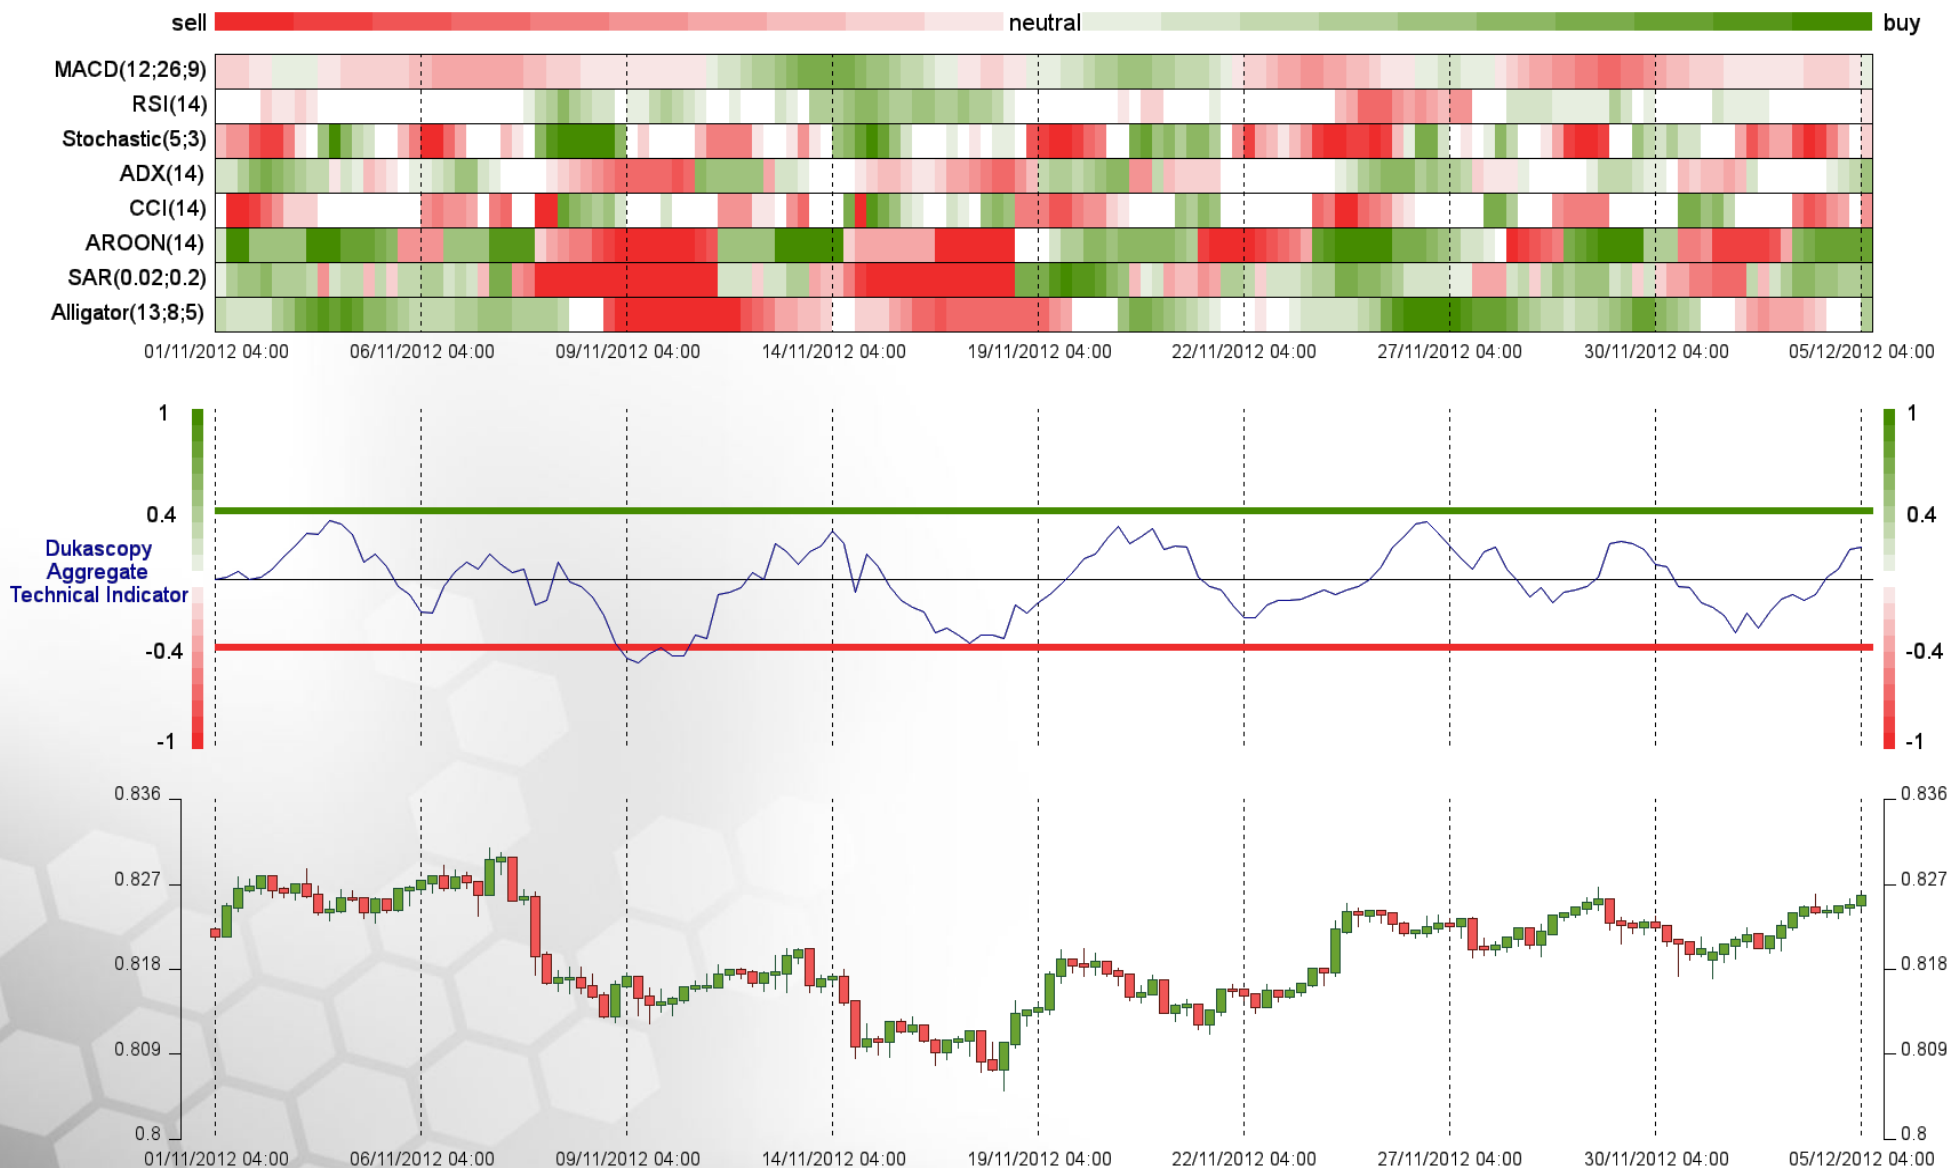 sell neutral buy
MACD(12;26;9)
RSI(14)
Stochastic(5;3)
ADX(14)
CCI(14)
AROON(14)
SAR(0.02;0.2)
Alligator(13;8;5)
01/11/2012 04:00 06/11/2012 04:00 09/11/2012 04:00 14/11/2012 04:00 19/11/2012 04:00 22/11/2012 04:00 27/11/2012 04:00 30/11/2012 04:00 05/12/2012 04:00
1 1
0.4 0.4
Dukascopy
Aggregate
Technical Indicator
-0.4 -0.4
-1 -1
0.836 0.836
0.827 0.827
0.818 0.818
0.809 0.809
0.8 0.8
01/11/2012 04:00 06/11/2012 04:00 09/11/2012 04:00 14/11/2012 04:00 19/11/2012 04:00 22/11/2012 04:00 27/11/2012 04:00 30/11/2012 04:00 05/12/2012 04:00